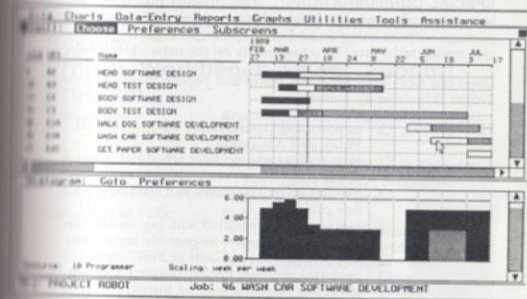 Charts Data-Entry Reports Graphs Utilities Tools Assistance
Choose Preferences Subscreens
1989
FEB MAR APR MAY JUN JUL
27 13 27 10 24 8 5 19 3 17
Name
HEAD SOFTWARE DESIGN
HEAD TEST DESIGN
BODY SOFTWARE DESIGN
BODY TEST DESIGN
WALK DOG SOFTWARE DEVELOPMENT
WASH CAR SOFTWARE DEVELOPMENT
GET PAPER SOFTWARE DEVELOPMENT
Goto Preferences
6.00
4.00
2.00
0.00
10 Programmer Scaling: week per week
PROJECT ROBOT Job: 46 WASH CAR SOFTWARE DEVELOPMENT